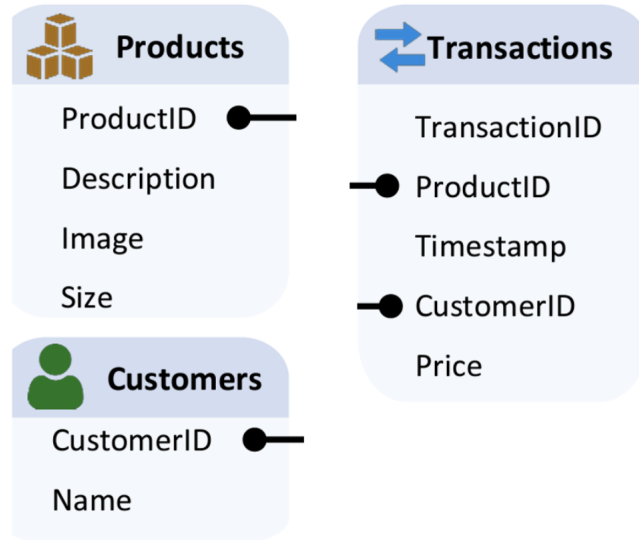 Products
ProductID
Description
Image
Size
Customers
CustomerID
Name
Transactions
TransactionID
ProductID
Timestamp
CustomerID
Price